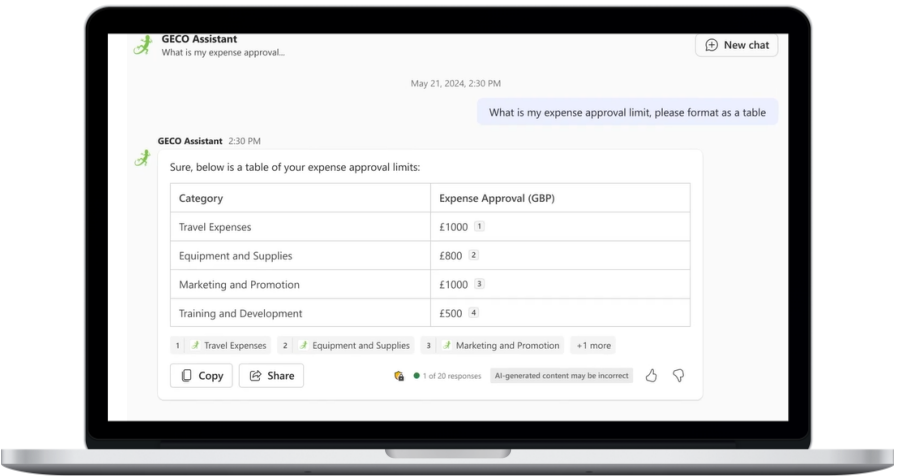 GECO Assistant
What is my expense approval...
New chat
May 21, 2024, 2:30 PM
What is my expense approval limit, please format as a table
GECO Assistant 2:30 PM
Sure, below is a table of your expense approval limits:
Category Expense Approval (GBP)
Travel Expenses £1000 1
Equipment and Supplies £800 2
Marketing and Promotion £1000 3
Training and Development £500 4
1 Travel Expenses 2 Equipment and Supplies 3 Marketing and Promotion +1 more
Copy Share 1 of 20 responses AI-generated content may be incorrect